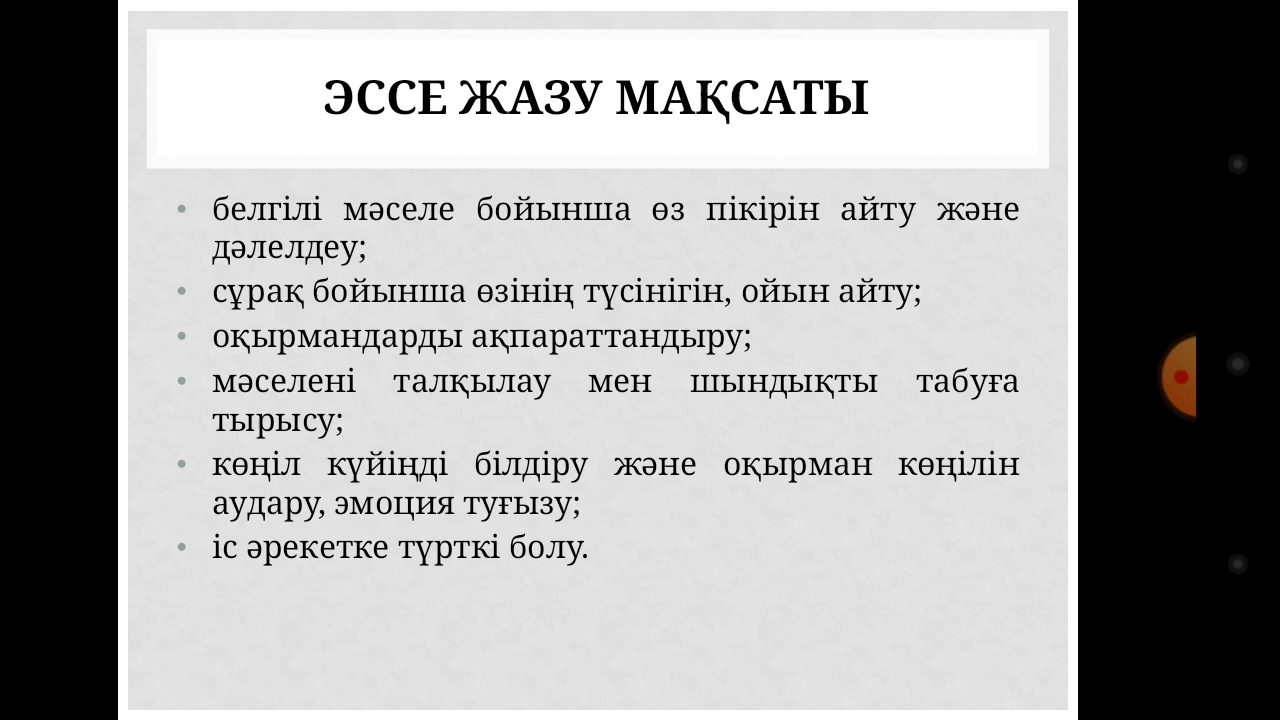 ЭССЕ ЖАЗУ МАҚСАТЫ
• белгілі мәселе бойынша өз пікірін айту және
дәлелдеу;
• сұрақ бойынша өзінің түсінігін, ойын айту;
• оқырмандарды ақпараттандыру;
• мәселені талқылау мен шындықты табуға
тырысу;
• көңіл күйіңді білдіру және оқырман көңілін
аудару, эмоция туғызу;
• іс әрекетке түрткі болу.